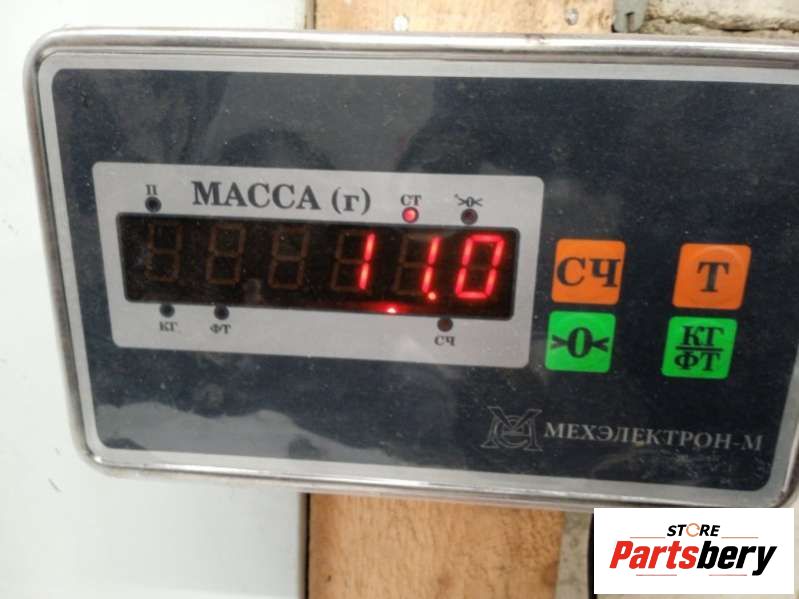 П МАССА (г) СТ >0<
11.0
КГ ФТ СЧ
СЧ Т
>0< КГ/ФТ
МЕХЭЛЕКТРОН-М
STORE
Partsbery